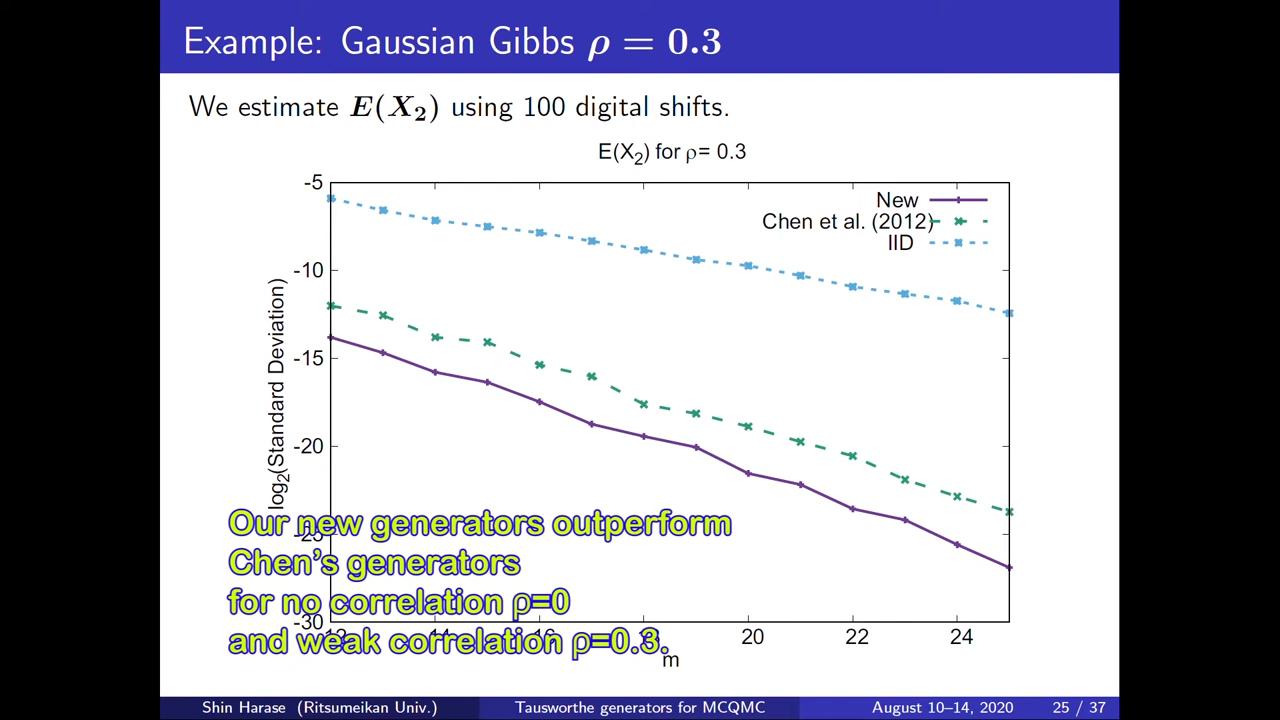 Example: Gaussian Gibbs ρ = 0.3
We estimate E(X₂) using 100 digital shifts.
E(X₂) for ρ= 0.3
-5
-10
-15
-20
-30
New
Chen et al. (2012)
IID
log₂(Standard Deviation)
Our new generators outperform
Chen's generators
for no correlation ρ=0
and weak correlation ρ=0.3.
20
22
24
m
Shin Harase (Ritsumeikan Univ.)
Tausworthe generators for MCQMC
August 10–14, 2020
25 / 37